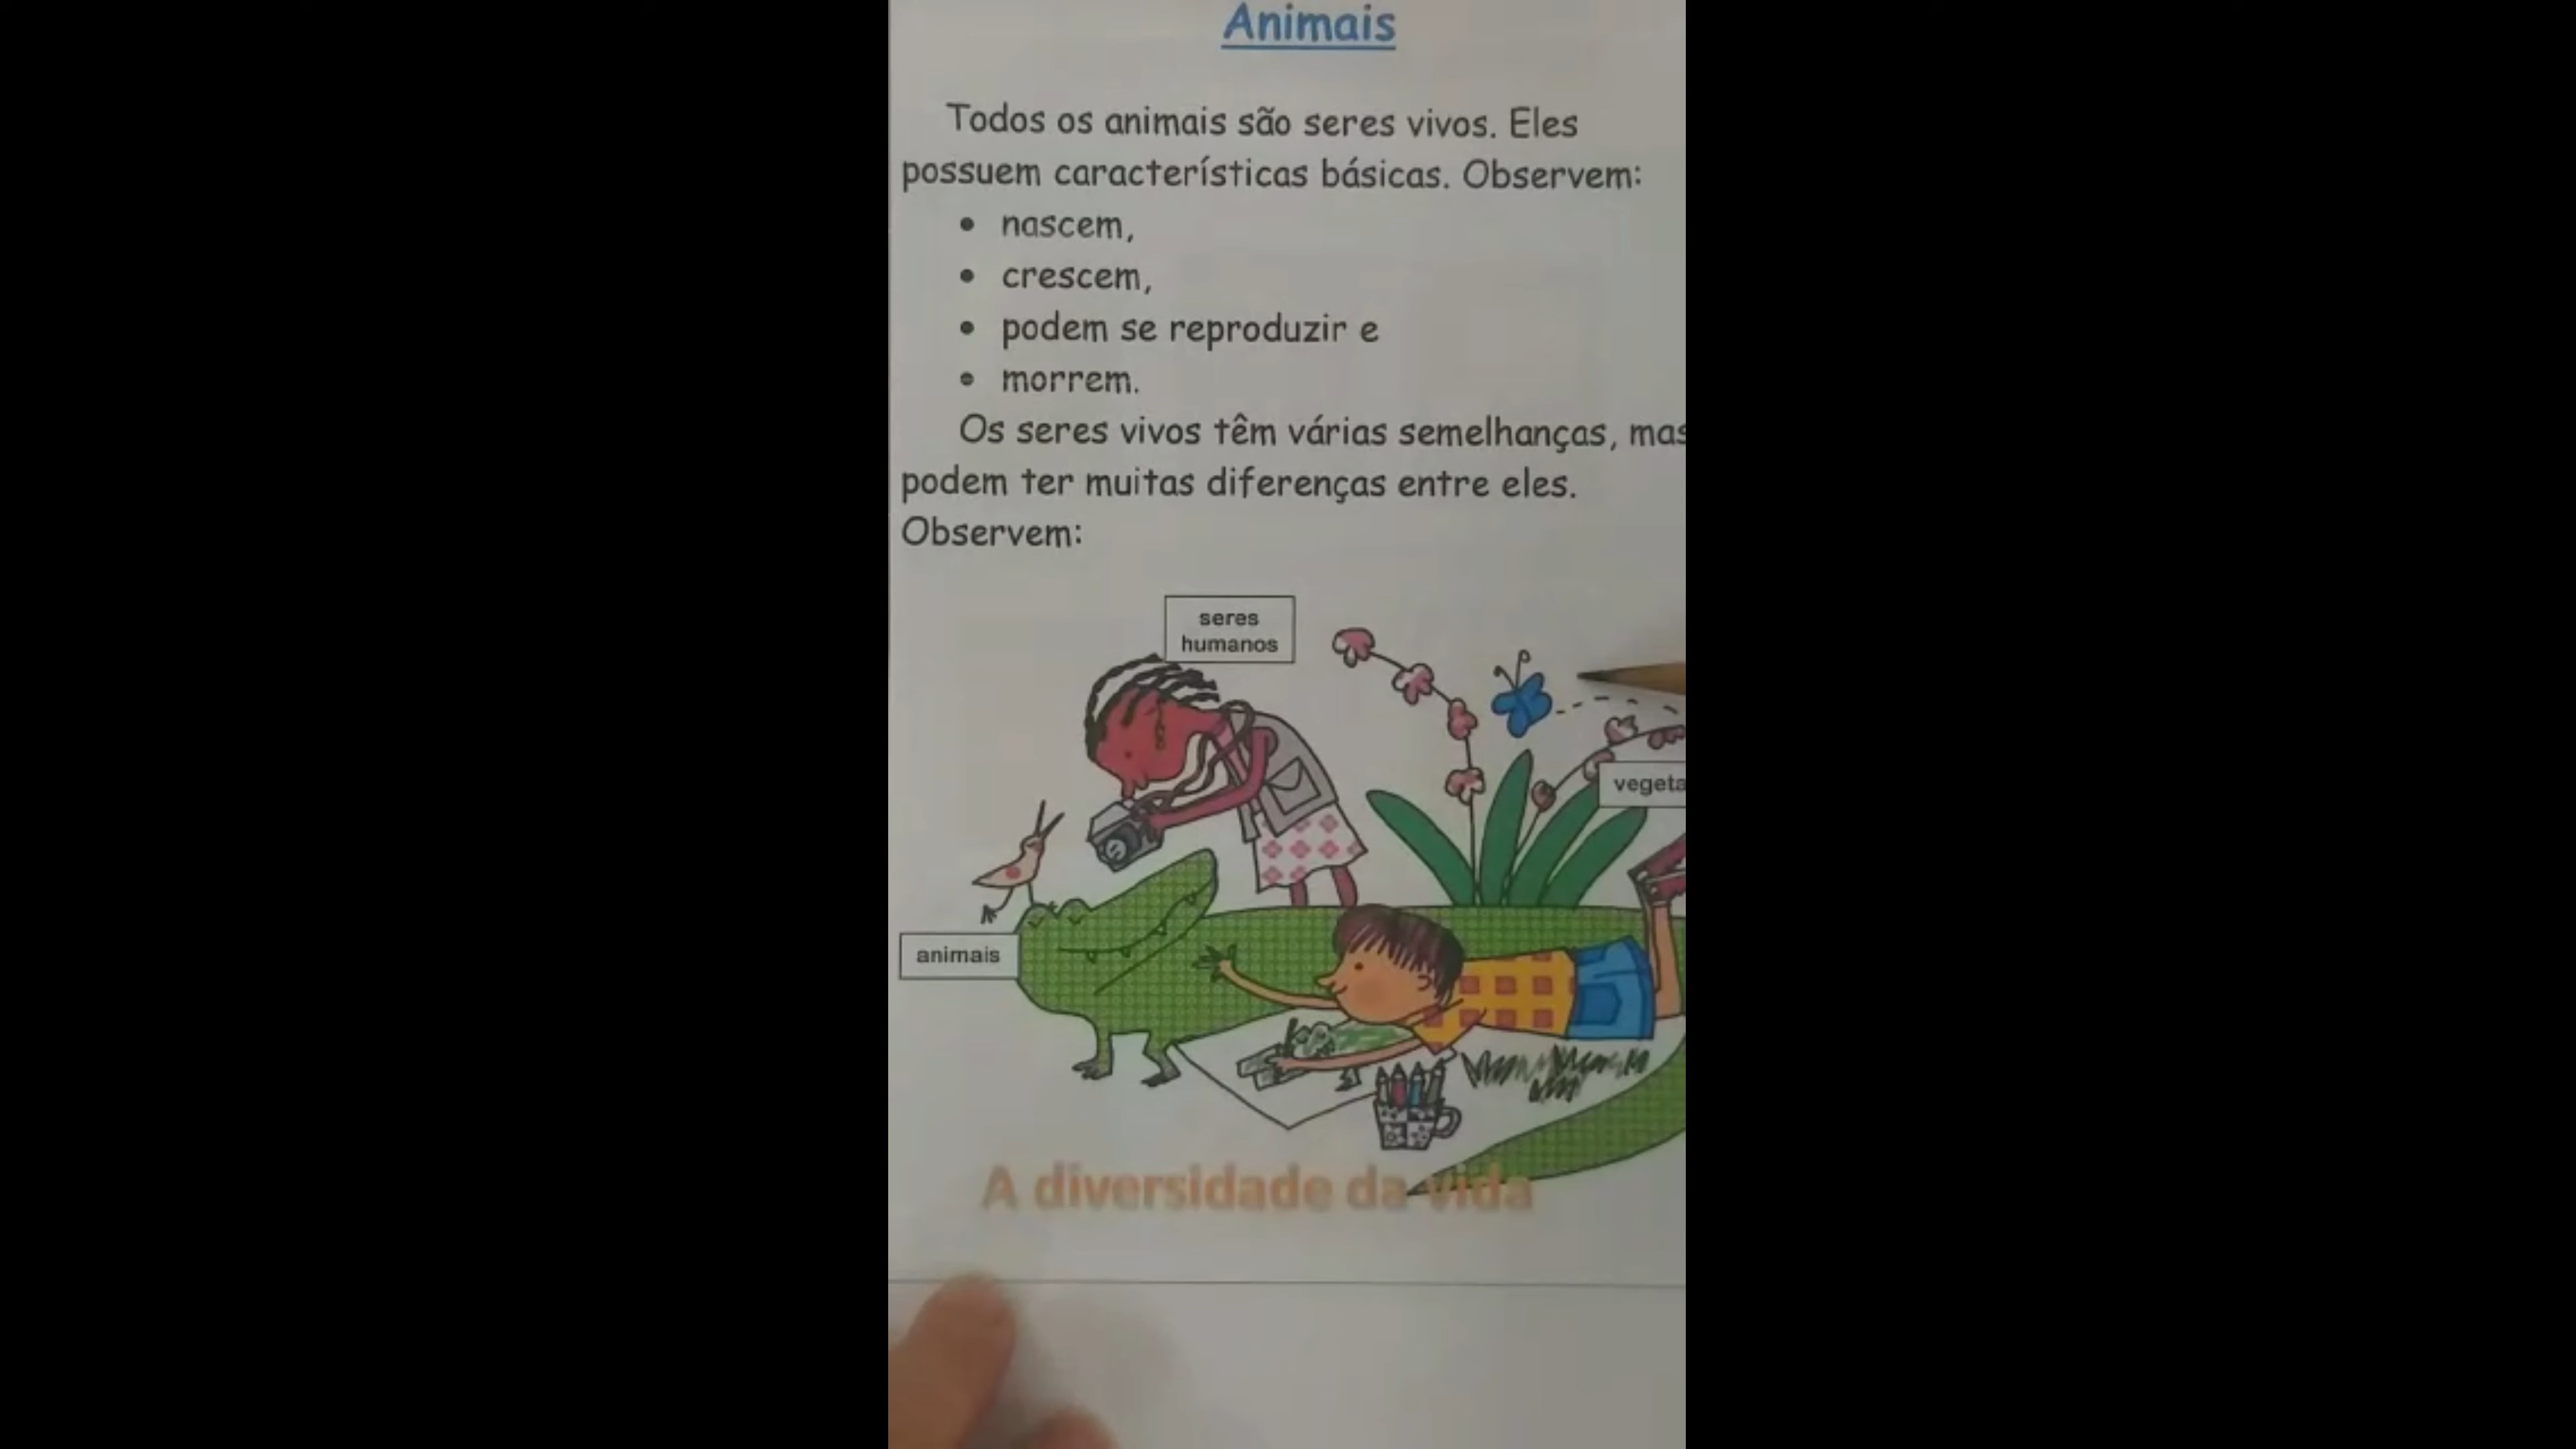 Animais
Todos os animais são seres vivos. Eles
possuem características básicas. Observem:
• nascem,
• crescem,
• podem se reproduzir e
• morrem.
Os seres vivos têm várias semelhanças, mas
podem ter muitas diferenças entre eles.
Observem:
seres
humanos
vegeta
animais
A diversidade da vida